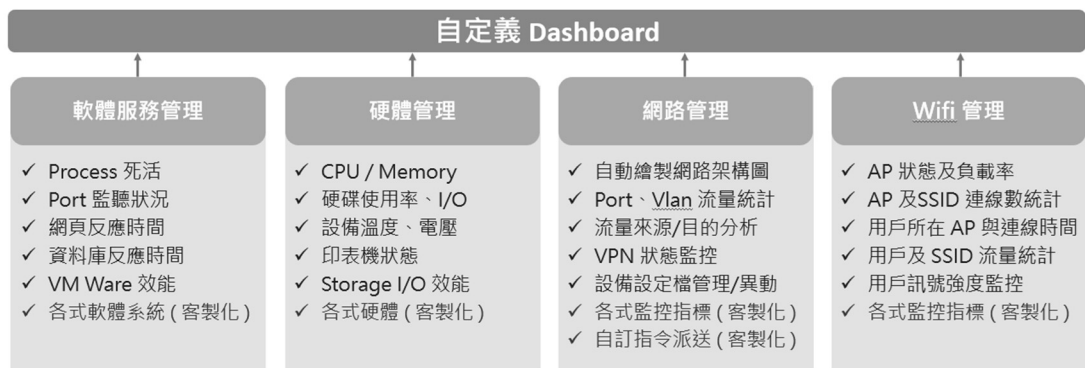 自定義 Dashboard
軟體服務管理
✓ Process 死活
✓ Port 監聽狀況
✓ 網頁反應時間
✓ 資料庫反應時間
✓ VM Ware 效能
✓ 各式軟體系統 ( 客製化 )
硬體管理
✓ CPU / Memory
✓ 硬碟使用率、I/O
✓ 設備溫度、電壓
✓ 印表機狀態
✓ Storage I/O 效能
✓ 各式硬體 ( 客製化 )
網路管理
✓ 自動繪製網路架構圖
✓ Port、Vlan 流量統計
✓ 流量來源/目的分析
✓ VPN 狀態監控
✓ 設備設定檔管理/異動
✓ 各式監控指標 ( 客製化 )
✓ 自訂指令派送 ( 客製化 )
Wifi 管理
✓ AP 狀態及負載率
✓ AP 及SSID 連線數統計
✓ 用戶所在 AP 與連線時間
✓ 用戶及 SSID 流量統計
✓ 用戶訊號強度監控
✓ 各式監控指標 ( 客製化 )